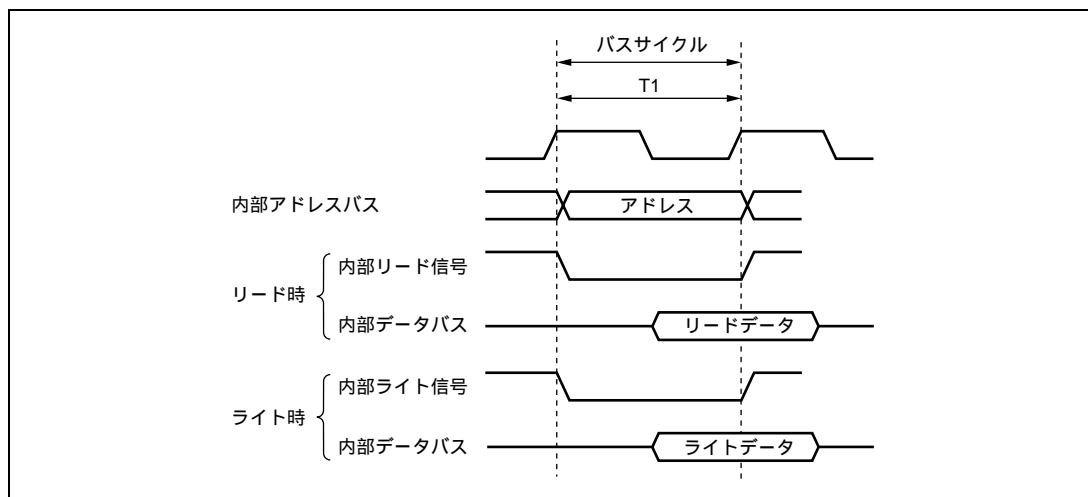 バスサイクル
T1
内部アドレスバス
アドレス
リード時
内部リード信号
内部データバス
リードデータ
ライト時
内部ライト信号
内部データバス
ライトデータ